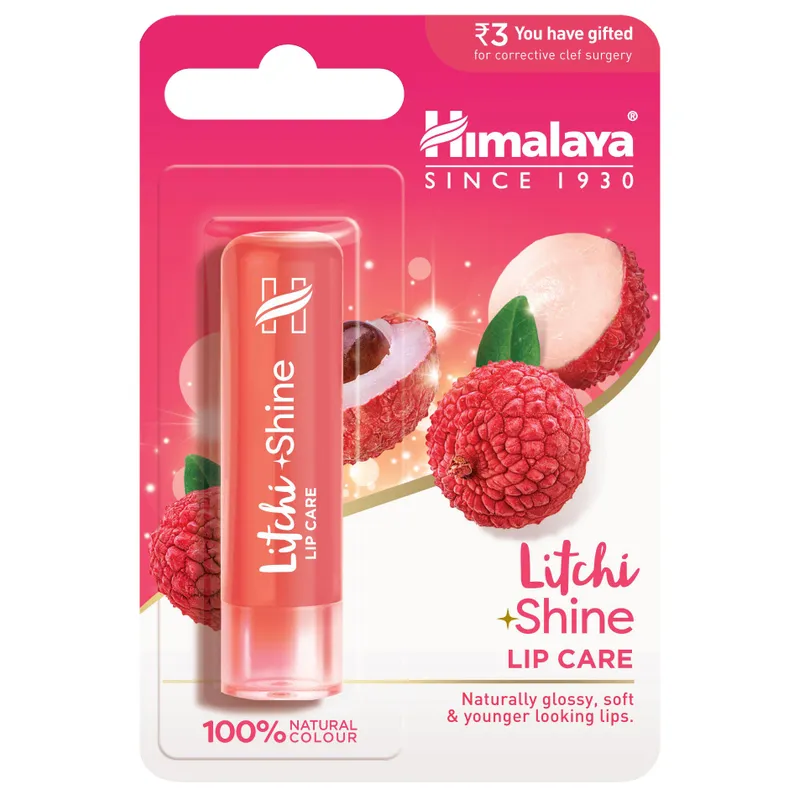 ₹3 You have gifted
for corrective clef surgery
Himalaya®
SINCE 1930
Litchi Shine
LIP CARE
Litchi
Shine
LIP CARE
Naturally glossy, soft
& younger looking lips.
100% NATURAL
COLOUR